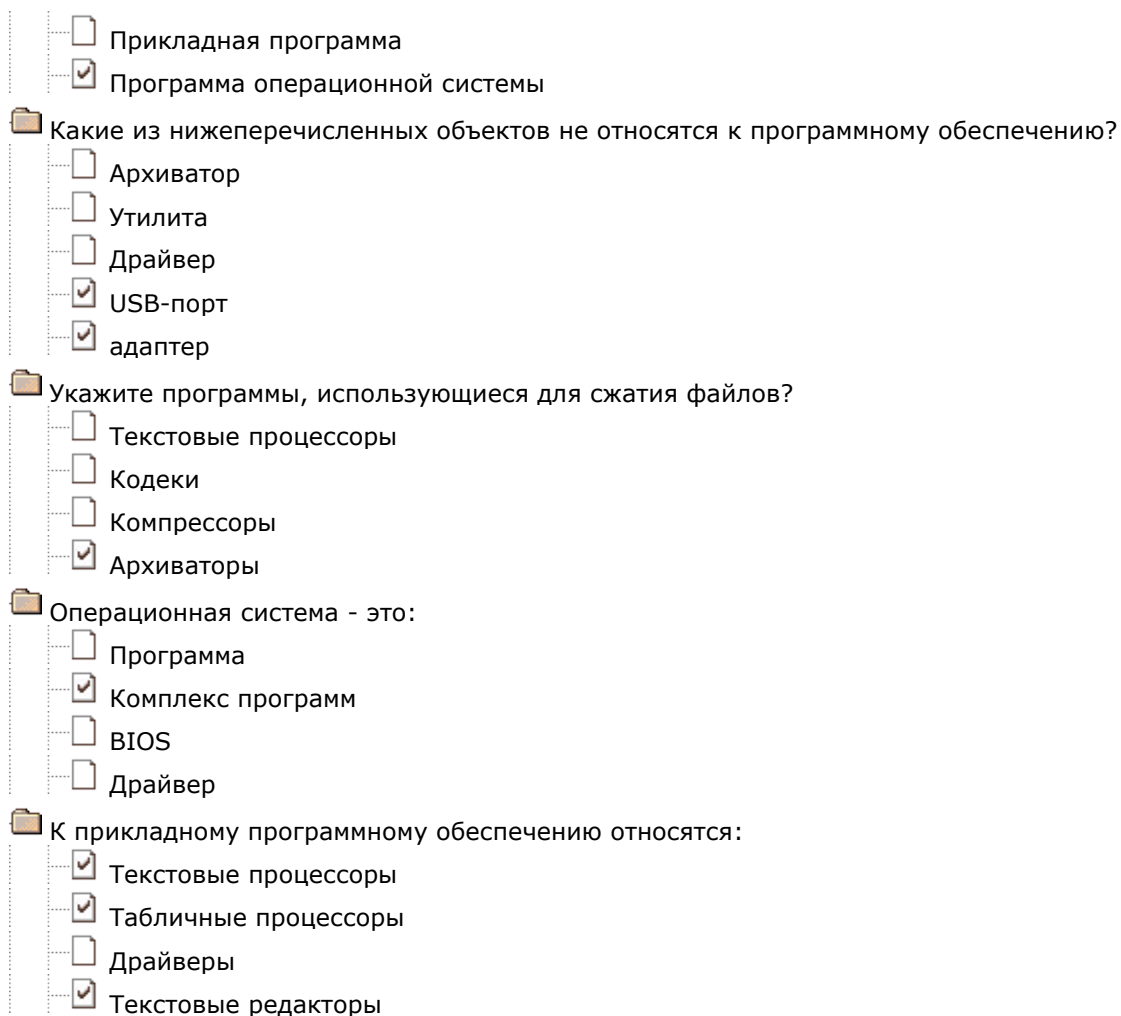 Прикладная программа
Программа операционной системы
Какие из нижеперечисленных объектов не относятся к программному обеспечению?
Архиватор
Утилита
Драйвер
USB-порт
адаптер
Укажите программы, использующиеся для сжатия файлов?
Текстовые процессоры
Кодеки
Компрессоры
Архиваторы
Операционная система - это:
Программа
Комплекс программ
BIOS
Драйвер
К прикладному программному обеспечению относятся:
Текстовые процессоры
Табличные процессоры
Драйверы
Текстовые редакторы